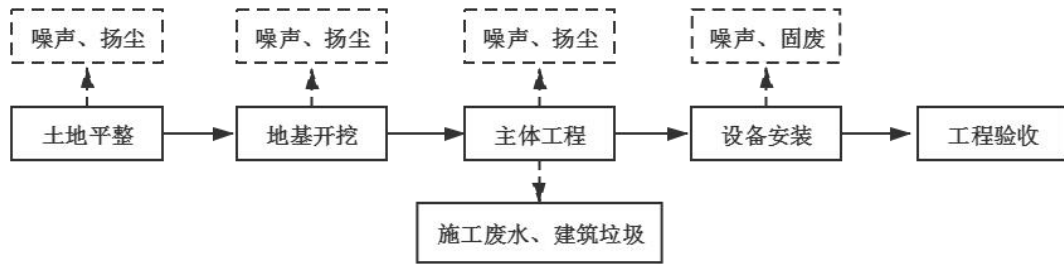 噪声、扬尘
噪声、扬尘
噪声、扬尘
噪声、固废
土地平整
地基开挖
主体工程
设备安装
工程验收
施工废水、建筑垃圾